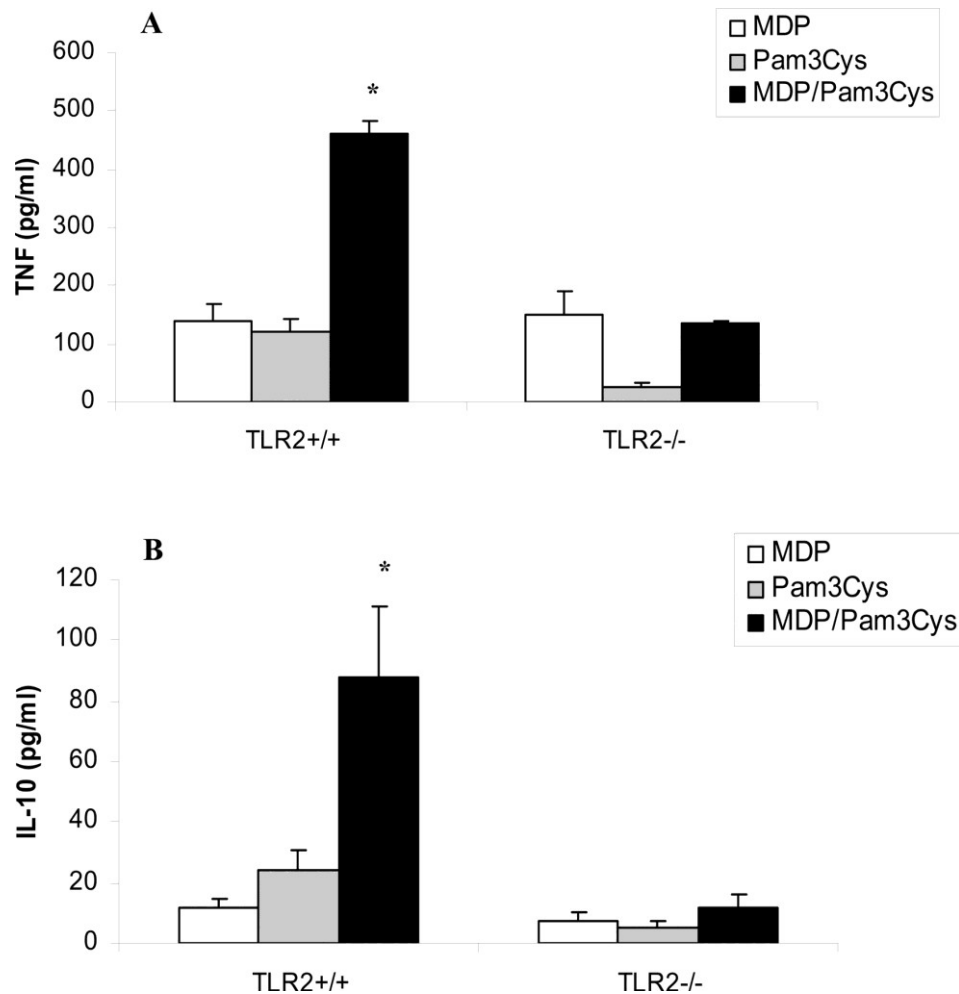 A
MDP
Pam3Cys
MDP/Pam3Cys
*
600
500
400
300
200
100
0
TNF (pg/ml)
TLR2+/+
TLR2-/-
B
MDP
Pam3Cys
MDP/Pam3Cys
*
120
100
80
60
40
20
0
IL-10 (pg/ml)
TLR2+/+
TLR2-/-